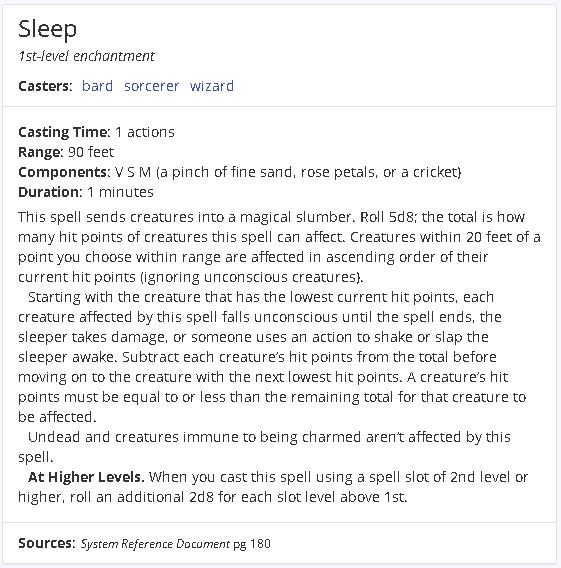 Sleep
1st-level enchantment
Casters: bard sorcerer wizard
Casting Time: 1 actions
Range: 90 feet
Components: V S M (a pinch of fine sand, rose petals, or a cricket}
Duration: 1 minutes
This spell sends creatures into a magical slumber. Roll 5d8; the total is how
many hit points of creatures this spell can affect. Creatures within 20 feet of a
point you choose within range are affected in ascending order of their
current hit points (ignoring unconscious creatures}.
Starting with the creature that has the lowest current hit points, each
creature affected by this spell falls unconscious until the spell ends, the
sleeper takes damage, or someone uses an action to shake or slap the
sleeper awake. Subtract each creature’s hit points from the total before
moving on to the creature with the next lowest hit points. A creature’s hit
points must be equal to or less than the remaining total for that creature to
be affected.
Undead and creatures immune to being charmed aren’t affected by this
spell.
At Higher Levels. When you cast this spell using a spell slot of 2nd level or
higher, roll an additional 2d8 for each slot level above 1st.
Sources: System Reference Document pg 180